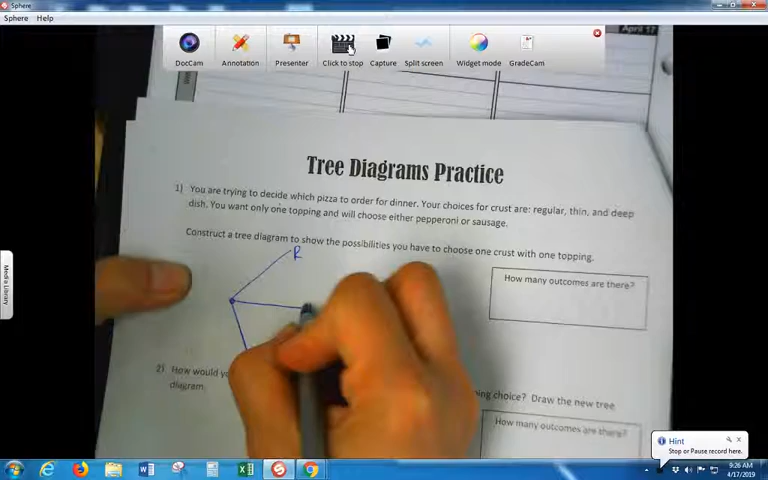 Sphere
Sphere Help
DocCam
Annotation
Presenter
Click to stop
Capture
Split screen
Widget mode
GradeCam
April 17
Media Library
Tree Diagrams Practice
1) You are trying to decide which pizza to order for dinner. Your choices for crust are: regular, thin, and deep
dish. You want only one topping and will choose either pepperoni or sausage.
Construct a tree diagram to show the possibilities you have to choose one crust with one topping.
R
How many outcomes are there?
2) How would
ping choice? Draw the new tree
diagram.
How many outcomes are there?
Hint
Stop or Pause record here.
9:26 AM
4/17/2019